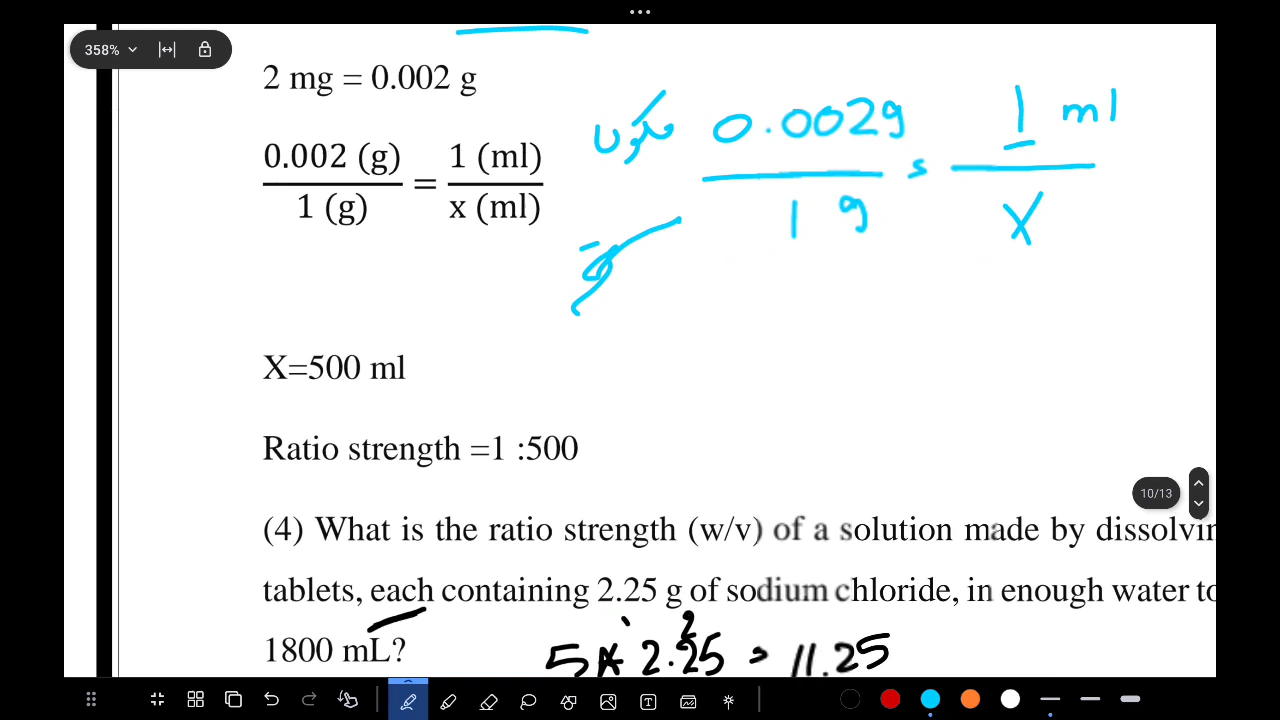 358%
2 mg = 0.002 g
0.002 (g) / 1 (g) = 1 (ml) / x (ml)
0.002g / 1 g = 1 ml / X
X=500 ml
Ratio strength =1 :500
10/13
(4) What is the ratio strength (w/v) of a solution made by dissolvin
tablets, each containing 2.25 g of sodium chloride, in enough water to
1800 mL?
5 * 2.25 = 11.25